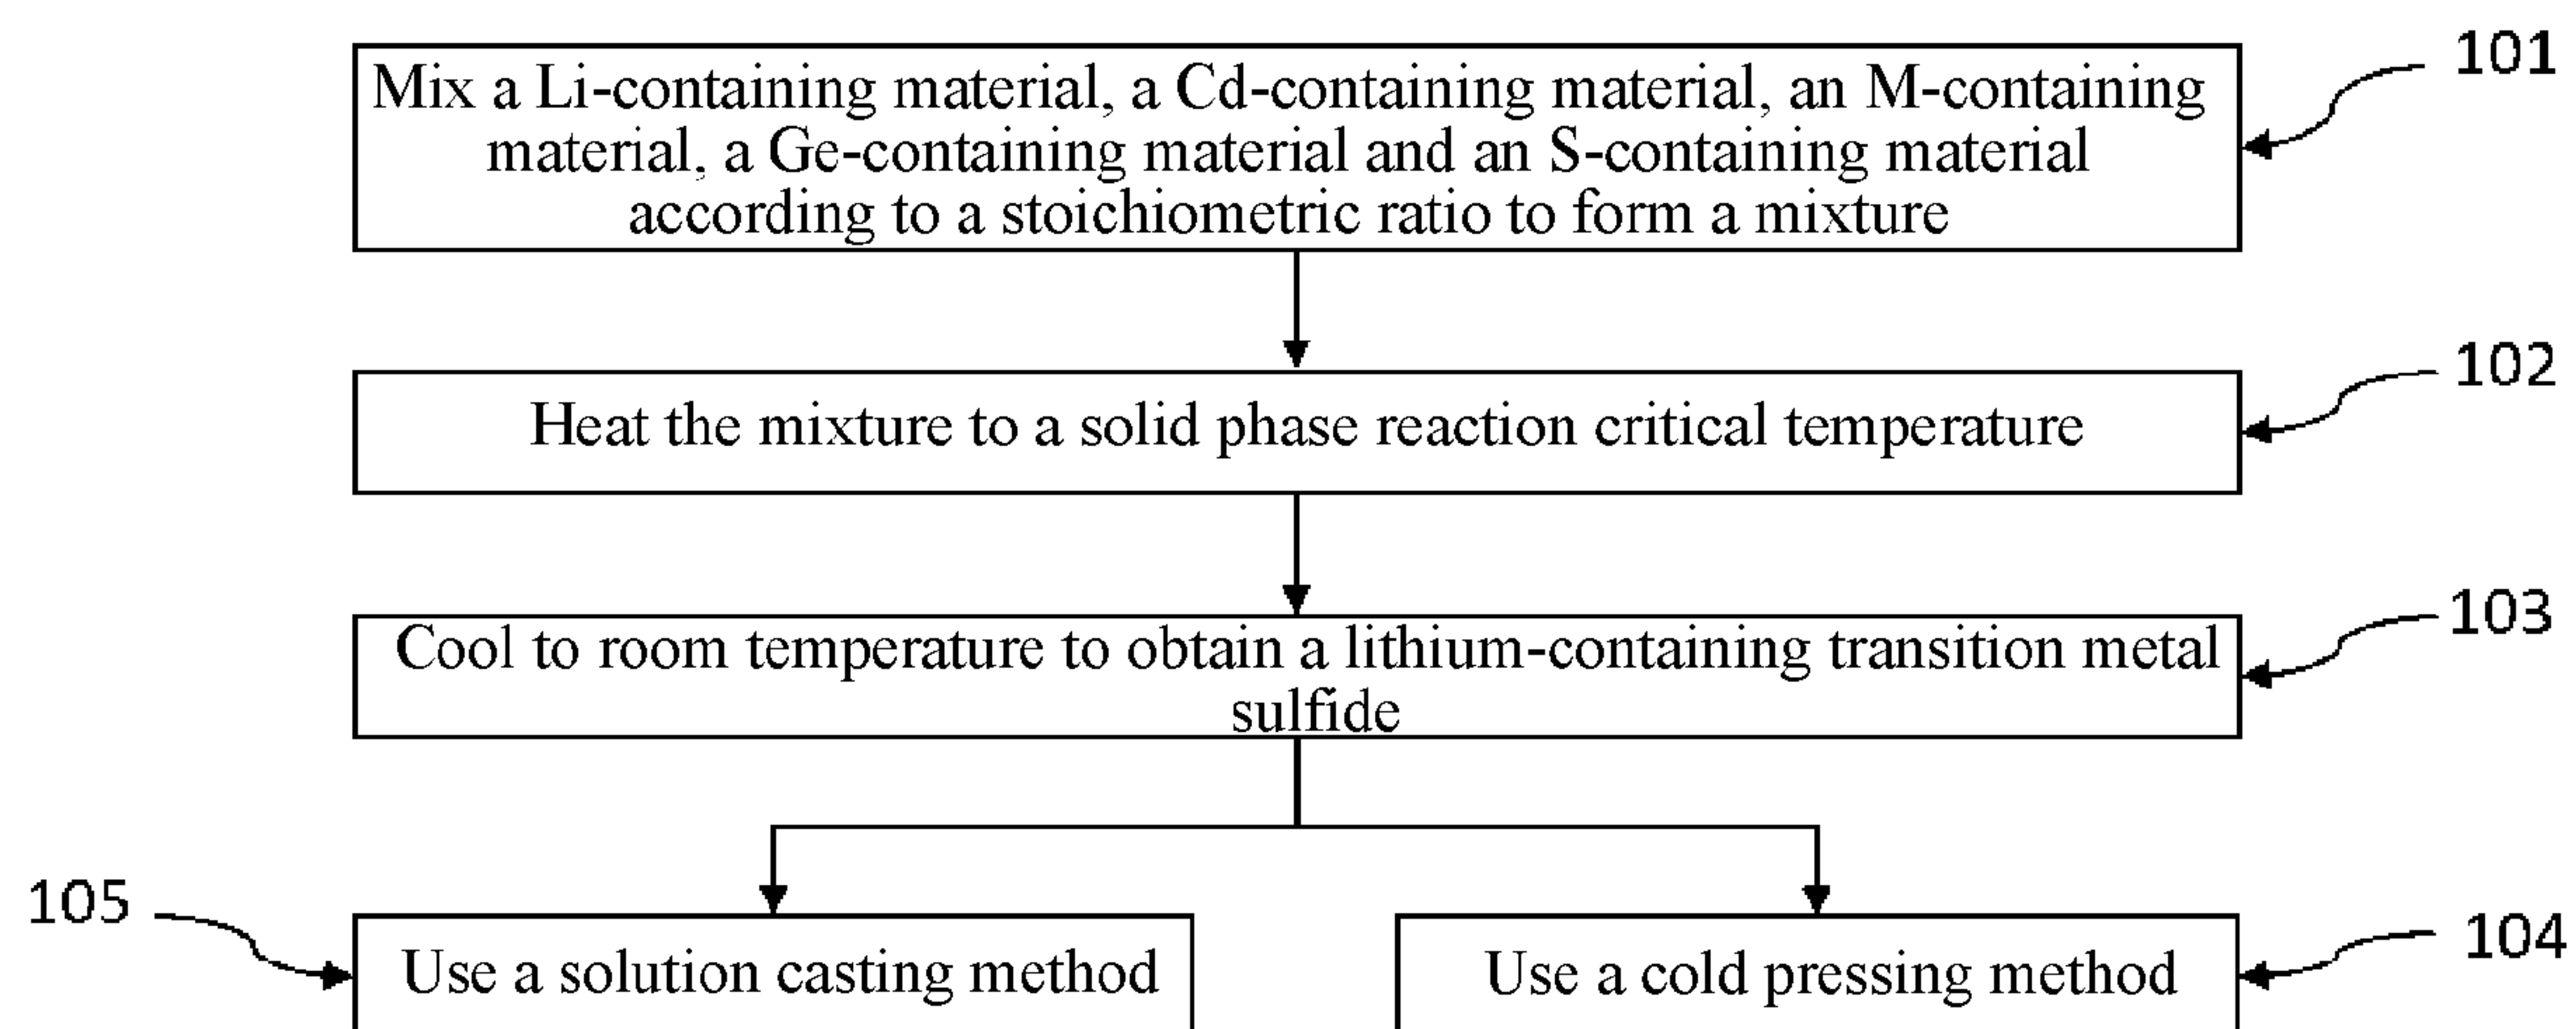 Mix a Li-containing material, a Cd-containing material, an M-containing
material, a Ge-containing material and an S-containing material
according to a stoichiometric ratio to form a mixture
101
Heat the mixture to a solid phase reaction critical temperature
102
Cool to room temperature to obtain a lithium-containing transition metal
sulfide
103
105
Use a solution casting method
Use a cold pressing method
104